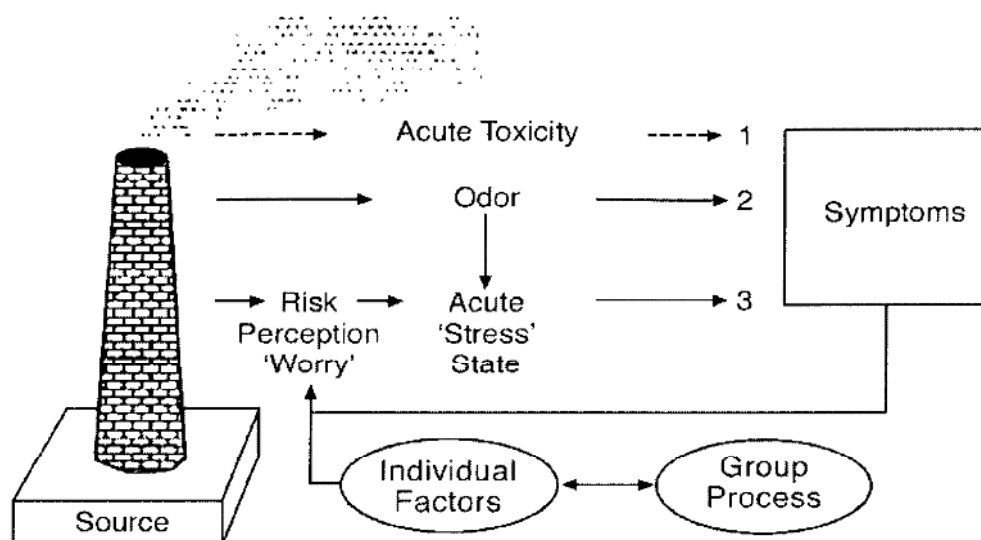 Acute Toxicity
1
Odor
2
Symptoms
Risk
Perception
'Worry'
Acute
'Stress'
State
3
Individual
Factors
Group
Process
Source